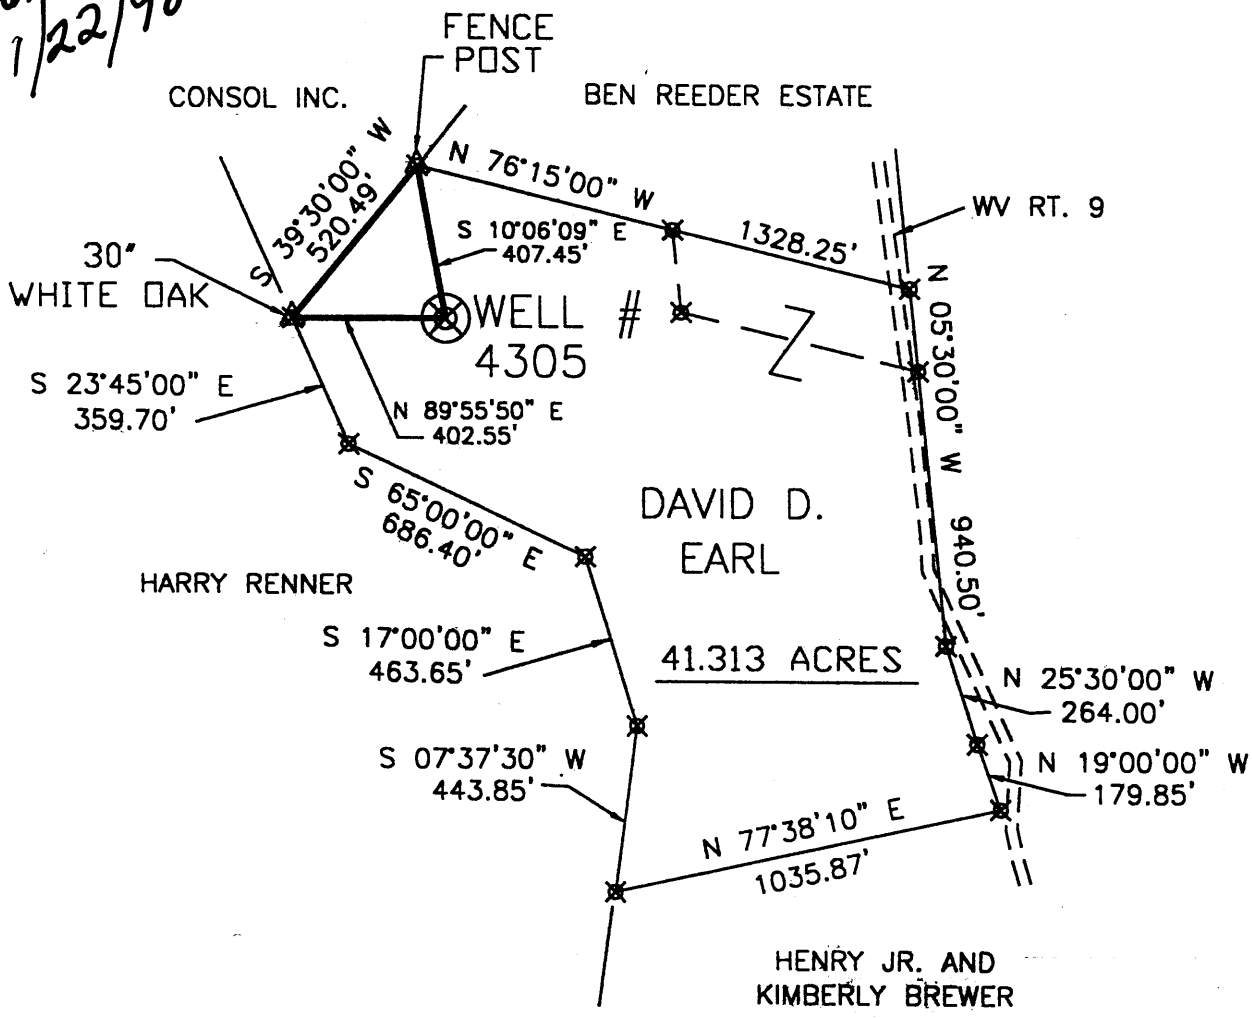 1/22/98
FENCE
POST
CONSOL INC.
BEN REEDER ESTATE
S 39°30'00" W
520.49'
N 76°15'00" W
1328.25'
WV RT. 9
S 10°06'09" E
407.45'
30"
WHITE OAK
WELL #
4305
N 05°30'00" W 940.50'
S 23°45'00" E
359.70'
N 89°55'50" E
402.55'
Z
S 65°00'00" E
686.40'
DAVID D.
EARL
HARRY RENNER
S 17°00'00" E
463.65'
41.313 ACRES
N 25°30'00" W
264.00'
S 07°37'30" W
443.85'
N 19°00'00" W
179.85'
N 77°38'10" E
1035.87'
HENRY JR. AND
KIMBERLY BREWER